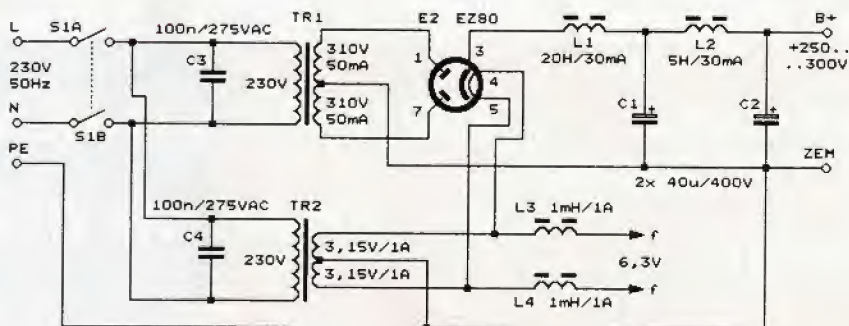 L
S1A
100n/275VAC
TR1
E2
EZ80
B+
230V
50Hz
C3
230V
310V
50mA
310V
50mA
1
3
4
5
7
L1
20H/30mA
L2
5H/30mA
+250..
..300V
N
S1B
C1
+
C2
+
PE
ZEM
2x 40u/400V
100n/275VAC
TR2
C4
230V
3,15V/1A
3,15V/1A
L3 1mH/1A
f
6,3V
f
L4 1mH/1A